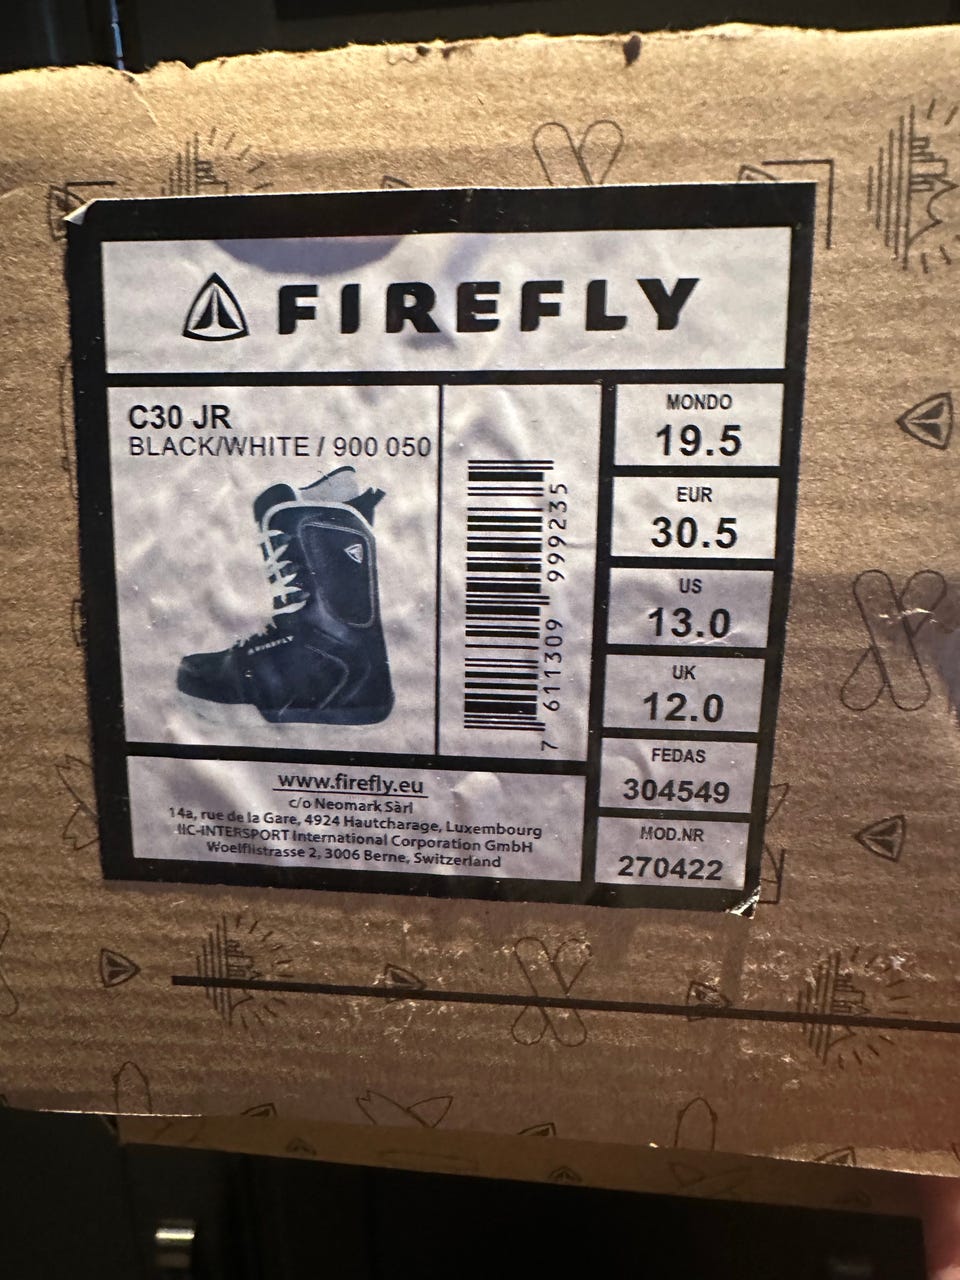 FIREFLY
C30 JR
BLACK/WHITE / 900 050
FIREFLY
7 611309 999235
MONDO
19.5
EUR
30.5
US
13.0
UK
12.0
FEDAS
304549
MOD.NR
270422
www.firefly.eu
c/o Neomark Sàrl
14a, rue de la Gare, 4924 Hautcharage, Luxembourg
IIC-INTERSPORT International Corporation GmbH
Woelflistrasse 2, 3006 Berne, Switzerland